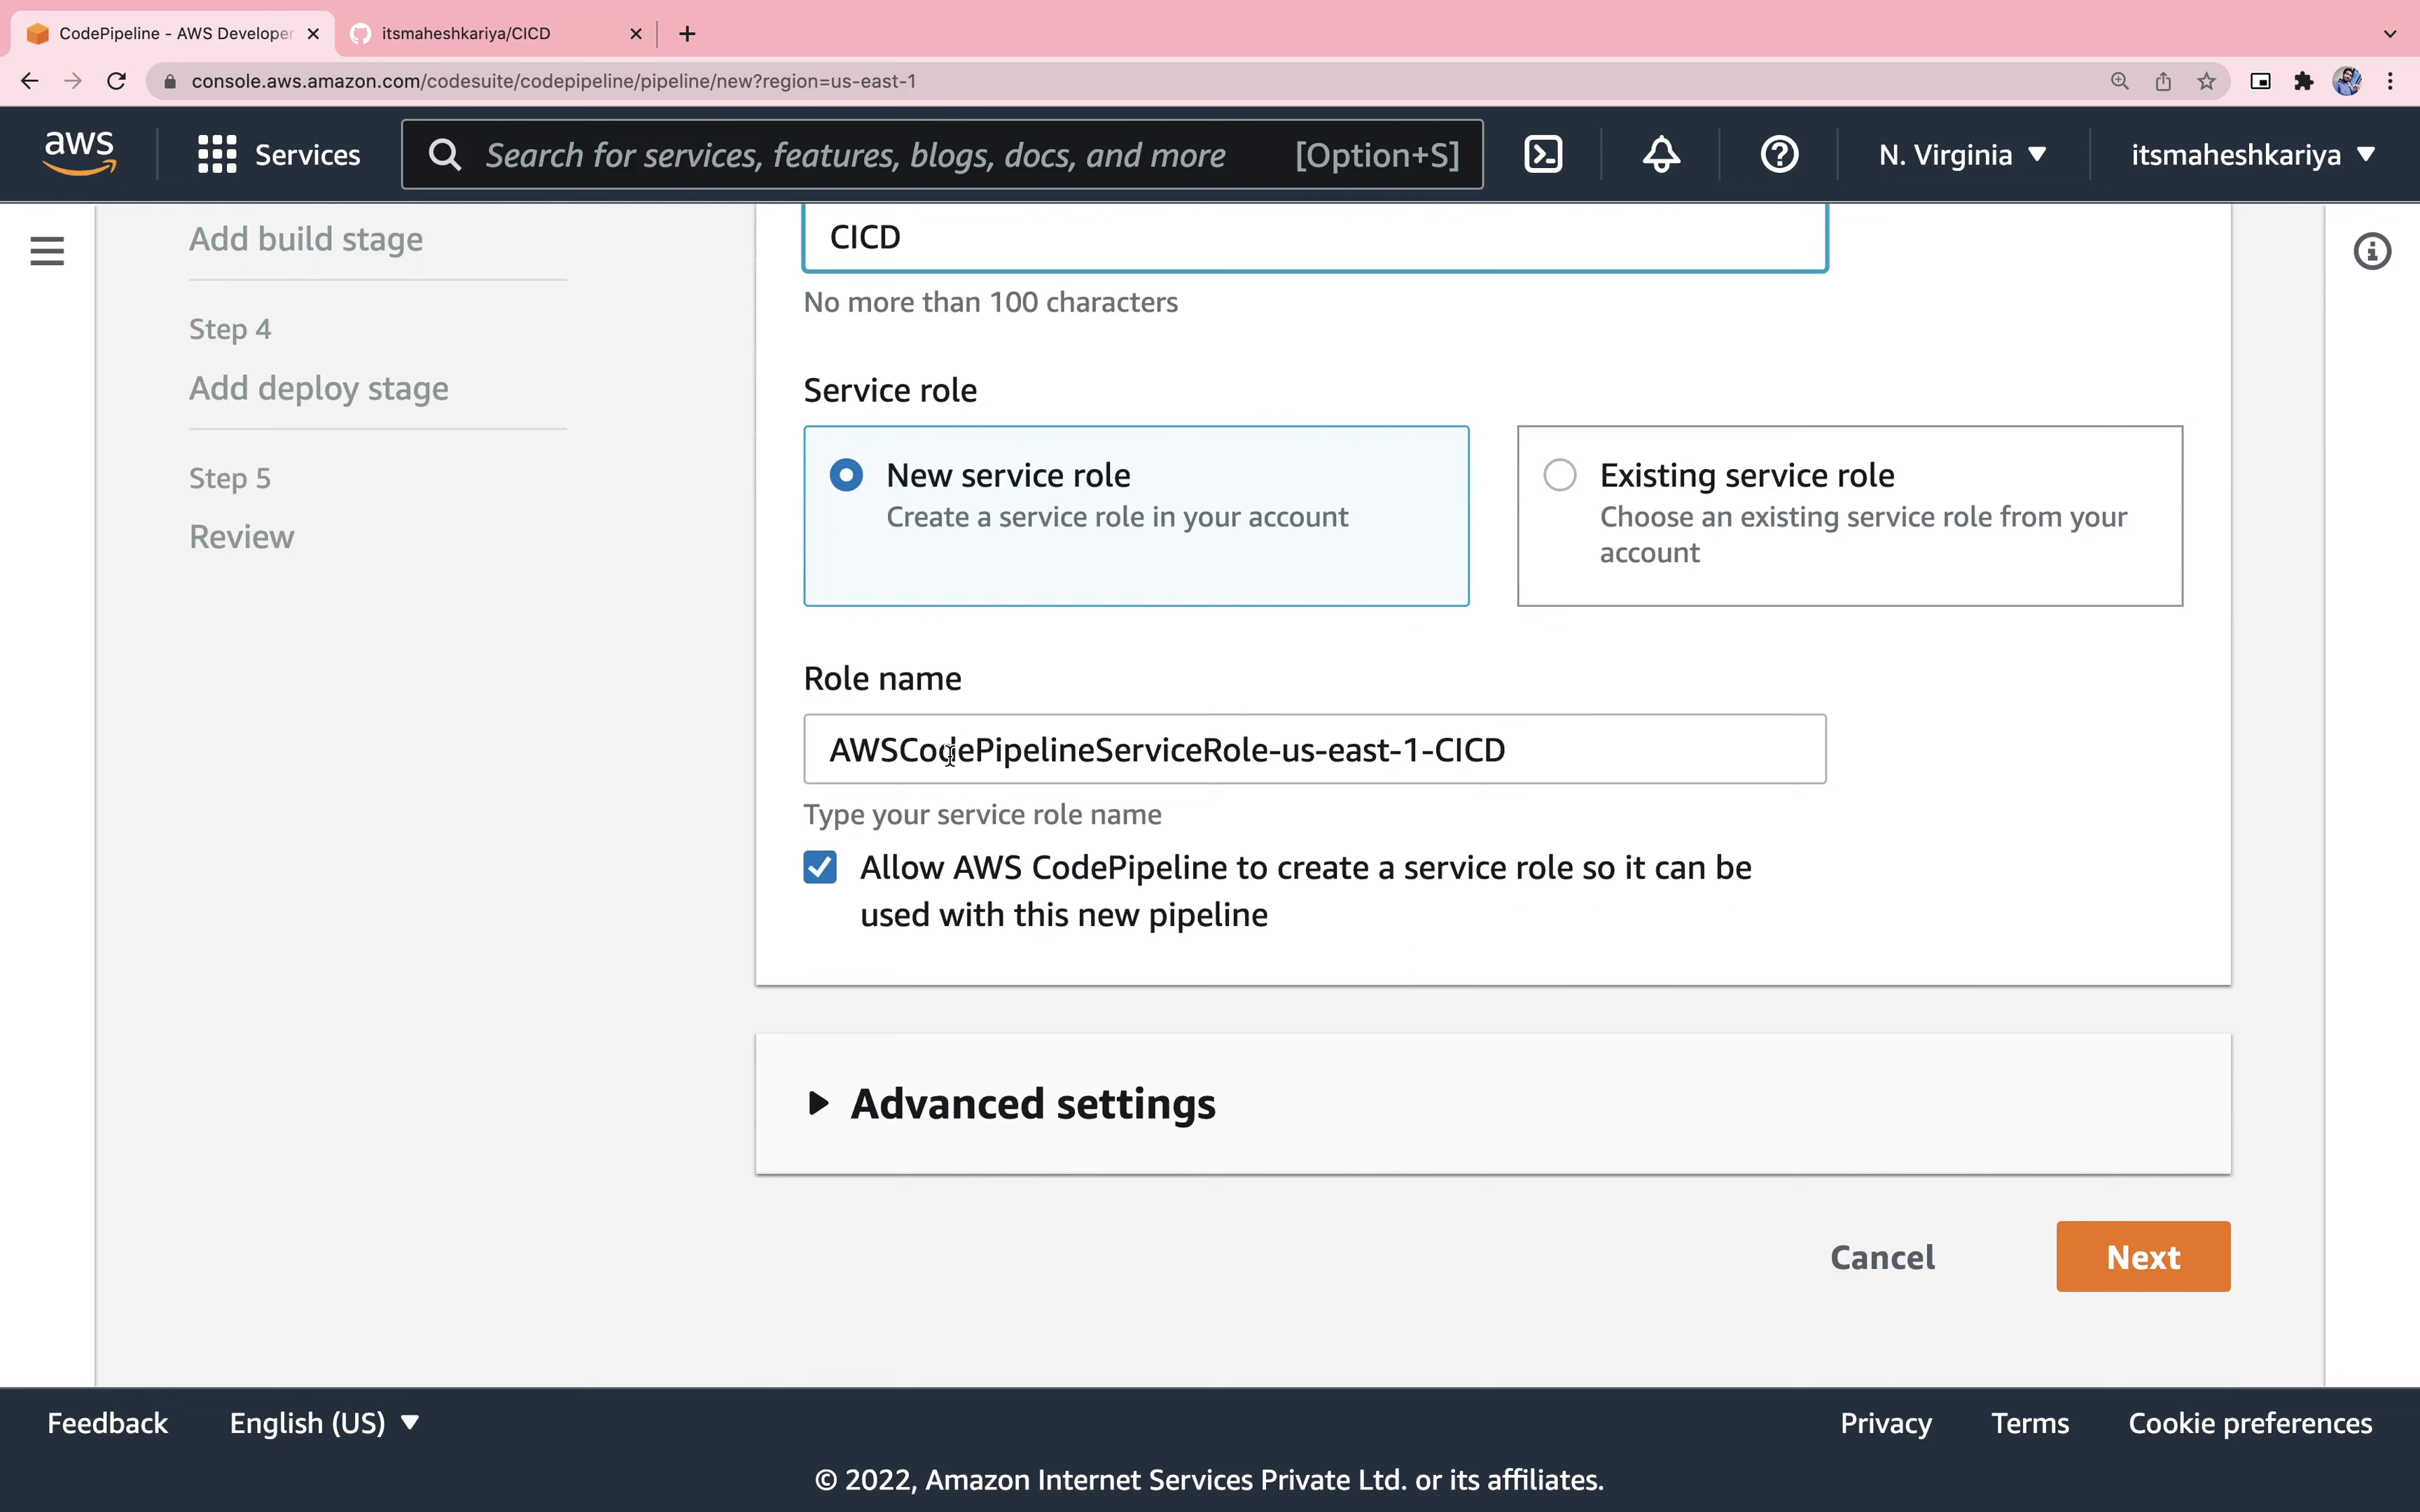 CodePipeline - AWS Developer
itsmaheshkariya/CICD
console.aws.amazon.com/codesuite/codepipeline/pipeline/new?region=us-east-1
aws
Services
Search for services, features, blogs, docs, and more
[Option+S]
N. Virginia
itsmaheshkariya
Add build stage
Step 4
Add deploy stage
Step 5
Review
CICD
No more than 100 characters
Service role
New service role
Create a service role in your account
Existing service role
Choose an existing service role from your
account
Role name
AWSCodePipelineServiceRole-us-east-1-CICD
Type your service role name
Allow AWS CodePipeline to create a service role so it can be
used with this new pipeline
Advanced settings
Cancel
Next
Feedback
English (US)
Privacy
Terms
Cookie preferences
© 2022, Amazon Internet Services Private Ltd. or its affiliates.